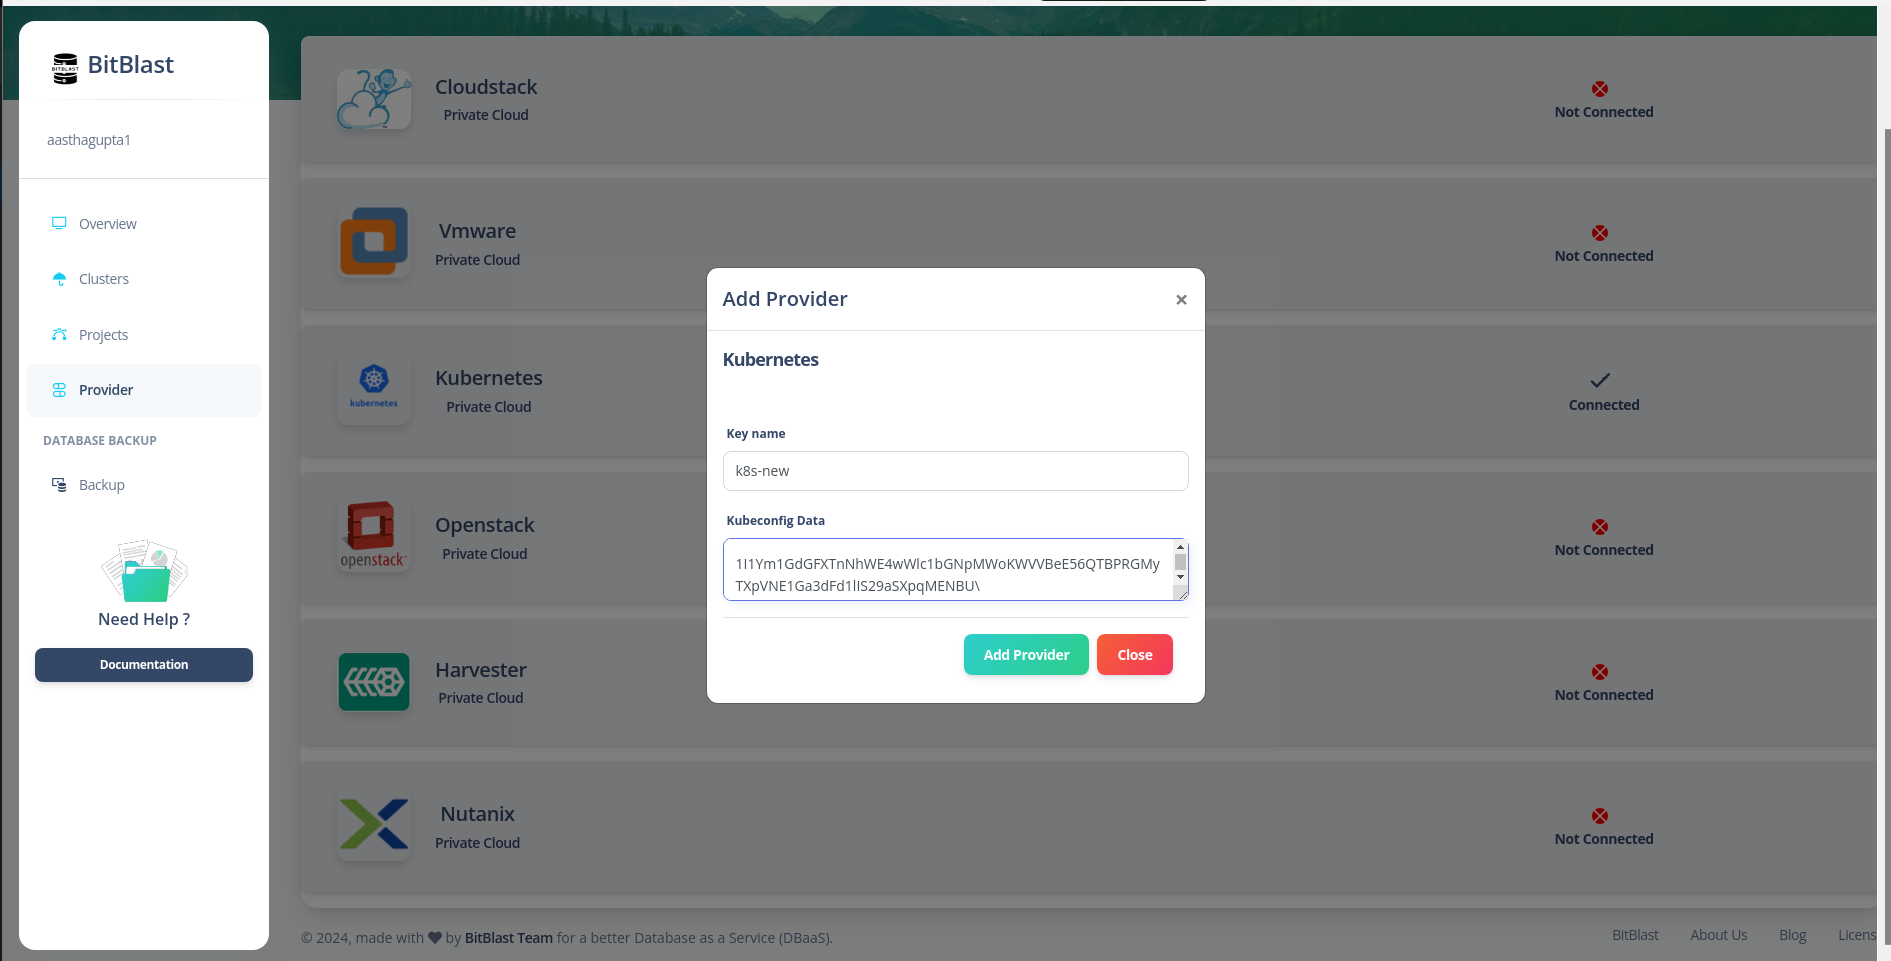 BITBLAST
BitBlast
aasthagupta1
Overview
Clusters
Projects
Provider
DATABASE BACKUP
Backup
Need Help ?
Documentation
Cloudstack
Private Cloud
Not Connected
Vmware
Private Cloud
Not Connected
kubernetes
Kubernetes
Private Cloud
Connected
openstack
Openstack
Private Cloud
Not Connected
Harvester
Private Cloud
Not Connected
Nutanix
Private Cloud
Not Connected
Add Provider
×
Kubernetes
Key name
k8s-new
Kubeconfig Data
1I1Ym1GdGFXTnNhWE4wWlc1bGNpMWoKWVVBeE56QTBPRGMy
TXpVNE1Ga3dFd1lIS29aSXpqMENBU\
Add Provider
Close
© 2024, made with by BitBlast Team for a better Database as a Service (DBaaS).
BitBlast
About Us
Blog
Licens